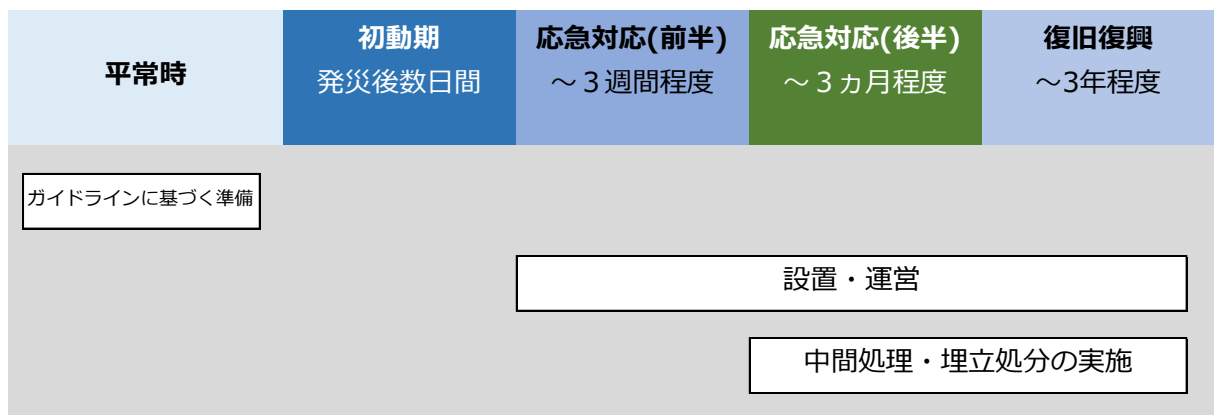 平常時
初動期
発災後数日間
応急対応(前半)
～３週間程度
応急対応(後半)
～３ヵ月程度
復旧復興
～3年程度
ガイドラインに基づく準備
設置・運営
中間処理・埋立処分の実施